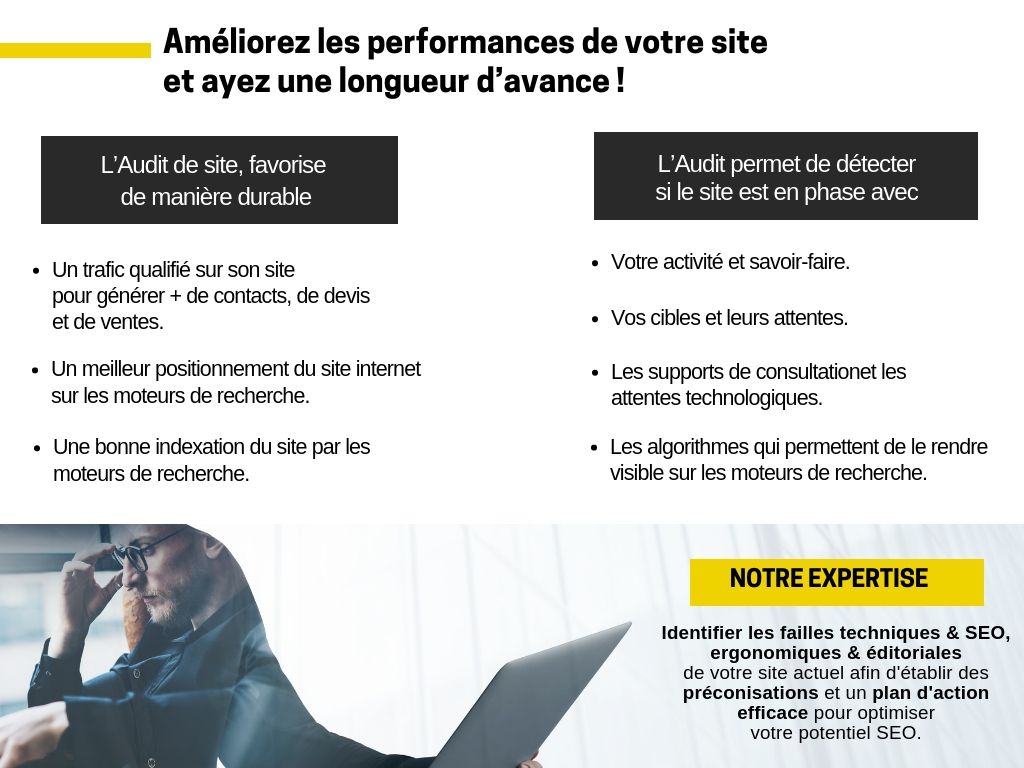 Améliorez les performances de votre site
et ayez une longueur d’avance !
L’Audit de site, favorise
de manière durable
• Un trafic qualifié sur son site
pour générer + de contacts, de devis
et de ventes.
• Un meilleur positionnement du site internet
sur les moteurs de recherche.
• Une bonne indexation du site par les
moteurs de recherche.
L’Audit permet de détecter
si le site est en phase avec
• Votre activité et savoir-faire.
• Vos cibles et leurs attentes.
• Les supports de consultationet les
attentes technologiques.
• Les algorithmes qui permettent de le rendre
visible sur les moteurs de recherche.
NOTRE EXPERTISE
Identifier les failles techniques & SEO,
ergonomiques & éditoriales
de votre site actuel afin d'établir des
préconisations et un plan d'action
efficace pour optimiser
votre potentiel SEO.